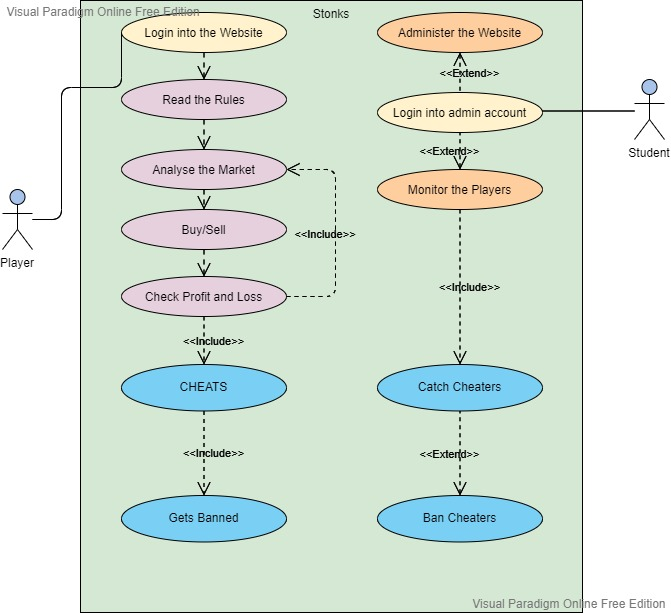 Visual Paradigm Online Free Edition
Stonks
Login into the Website
Administer the Website
<<Extend>>
Read the Rules
Login into admin account
Student
<<Extend>>
Analyse the Market
Monitor the Players
Buy/Sell
<<Include>>
Player
Check Profit and Loss
<<Include>>
<<Include>>
CHEATS
Catch Cheaters
<<Include>>
<<Extend>>
Gets Banned
Ban Cheaters
Visual Paradigm Online Free Edition